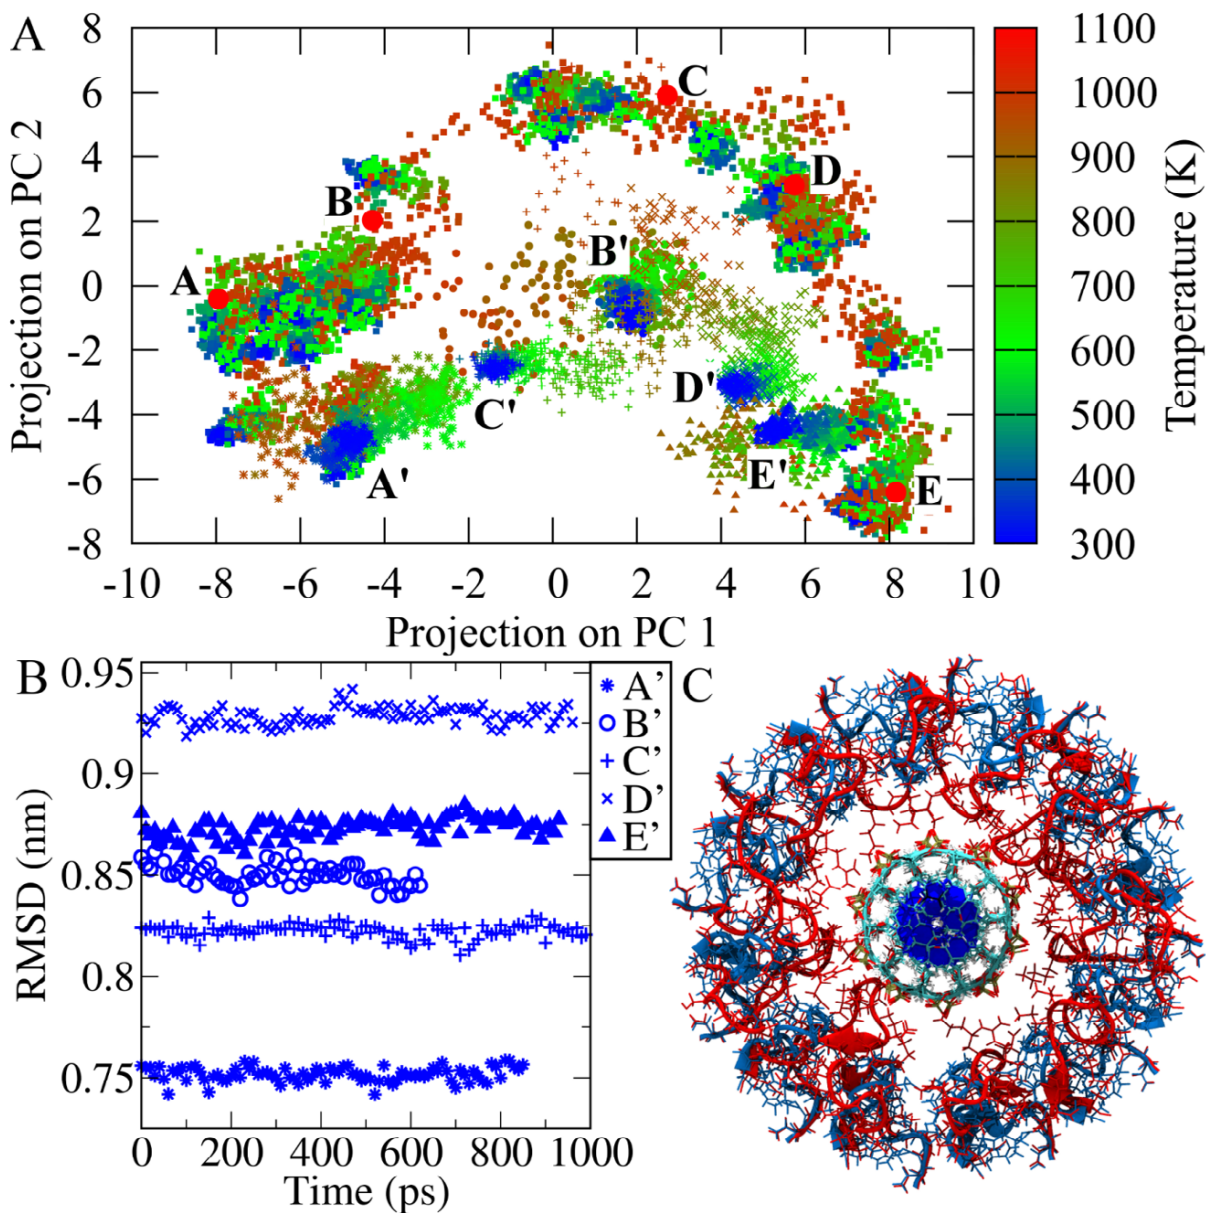 A
Projection on PC 2
8
6
4
2
0
-2
-4
-6
-8
-10
-8
-6
-4
-2
0
2
4
6
8
10
Projection on PC 1
A
B
C
D
E
A'
B'
C'
D'
E'
1100
1000
900
800
700
600
500
400
300
Temperature (K)
B
RMSD (nm)
0.95
0.9
0.85
0.8
0.75
0
200
400
600
800
1000
Time (ps)
A'
B'
C'
D'
E'
C